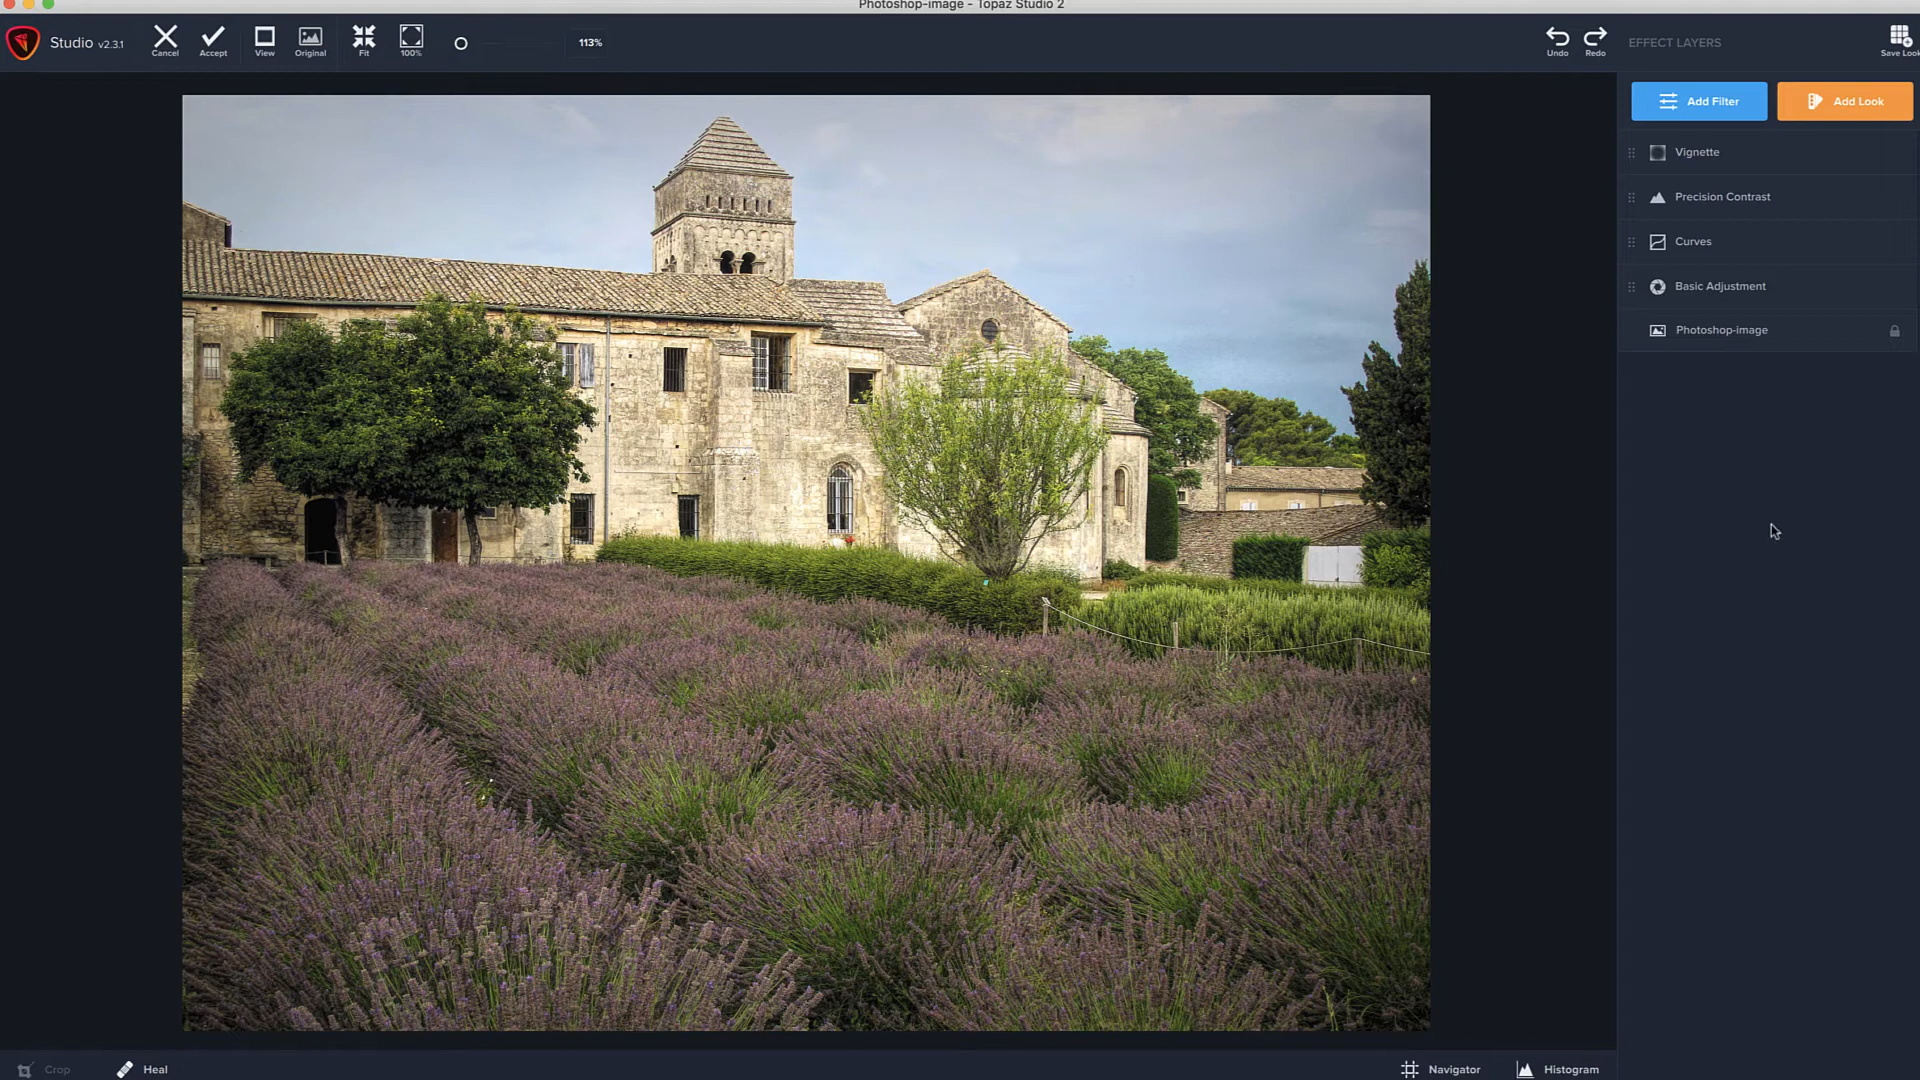 Photoshop-image - Topaz Studio 2
Studio v2.3.1
Cancel
Accept
View
Original
Fit
100%
113%
Undo
Redo
EFFECT LAYERS
Save Look
Add Filter
Add Look
Vignette
Precision Contrast
Curves
Basic Adjustment
Photoshop-image
Crop
Heal
Navigator
Histogram